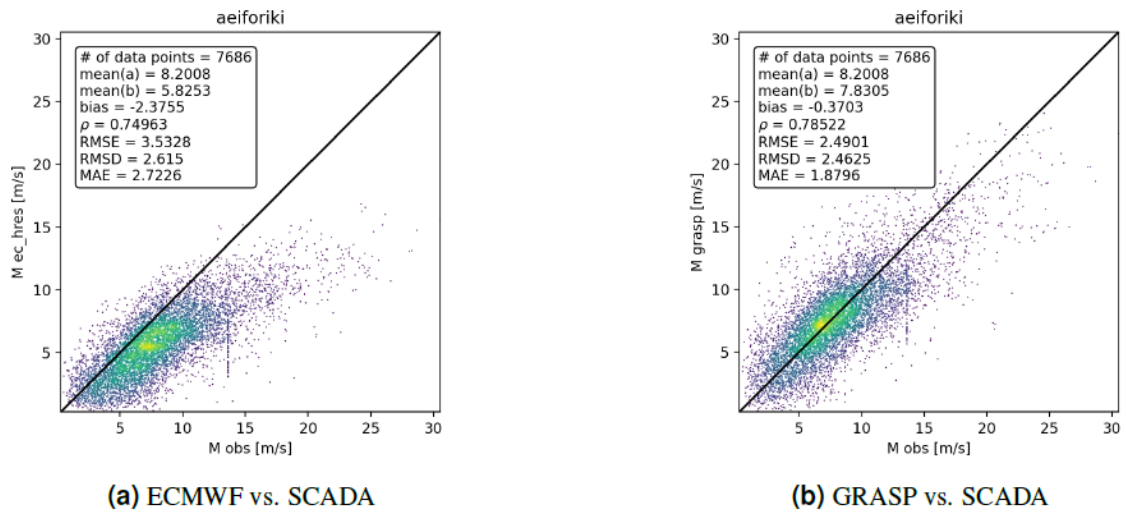 aeiforiki
30
25
20
15
10
5
M ec_hres [m/s]
# of data points = 7686
mean(a) = 8.2008
mean(b) = 5.8253
bias = -2.3755
ρ = 0.74963
RMSE = 3.5328
RMSD = 2.615
MAE = 2.7226
5 10 15 20 25 30
M obs [m/s]
(a) ECMWF vs. SCADA
aeiforiki
30
25
20
15
10
5
M grasp [m/s]
# of data points = 7686
mean(a) = 8.2008
mean(b) = 7.8305
bias = -0.3703
ρ = 0.78522
RMSE = 2.4901
RMSD = 2.4625
MAE = 1.8796
5 10 15 20 25 30
M obs [m/s]
(b) GRASP vs. SCADA